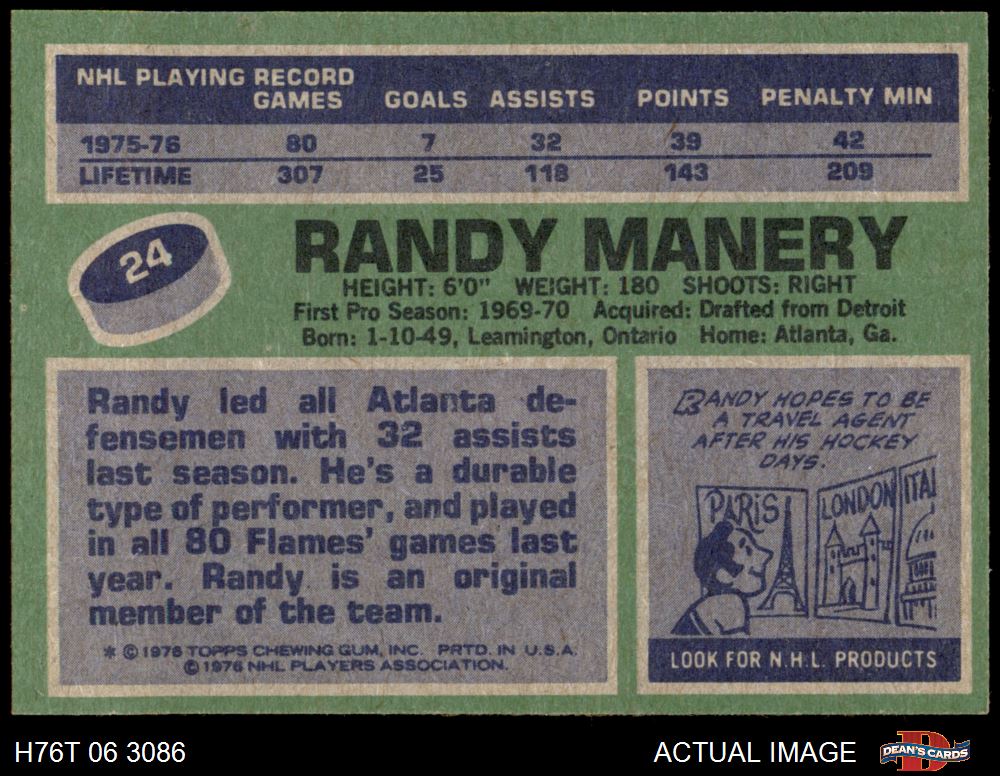 NHL PLAYING RECORD
GAMES GOALS ASSISTS POINTS PENALTY MIN
1975-76 80 7 32 39 42
LIFETIME 307 25 118 143 209
24
RANDY MANERY
HEIGHT: 6'0" WEIGHT: 180 SHOOTS: RIGHT
First Pro Season: 1969-70 Acquired: Drafted from Detroit
Born: 1-10-49, Leamington, Ontario Home: Atlanta, Ga.
Randy led all Atlanta de-
fensemen with 32 assists
last season. He's a durable
type of performer, and played
in all 80 Flames' games last
year. Randy is an original
member of the team.
* © 1976 TOPPS CHEWING GUM, INC. PRTD. IN U.S.A.
© 1976 NHL PLAYERS ASSOCIATION.
RANDY HOPES TO BE
A TRAVEL AGENT
AFTER HIS HOCKEY
DAYS.
PARIS LONDON ITA
LOOK FOR N.H.L. PRODUCTS
H76T 06 3086 ACTUAL IMAGE DEAN'S CARDS